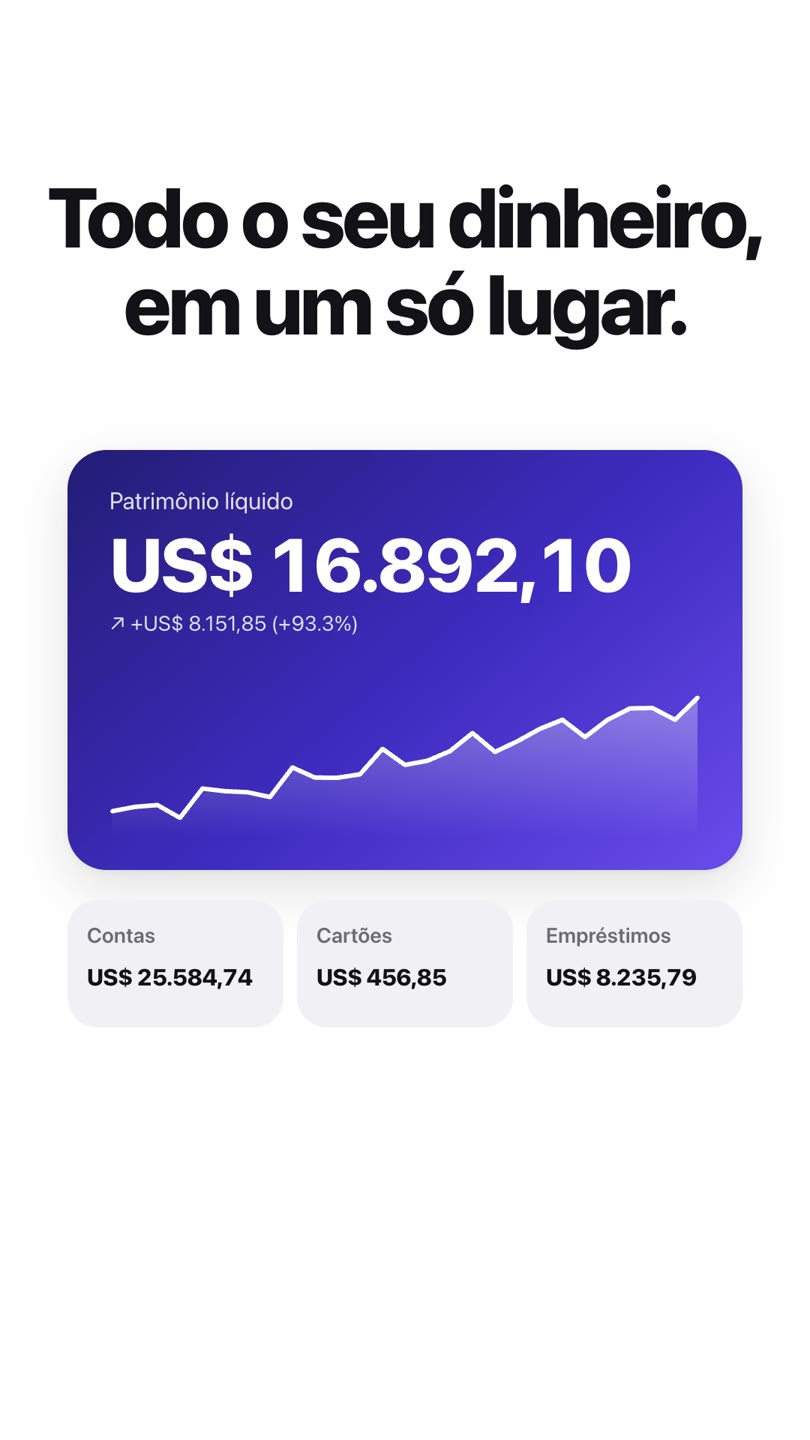 Todo o seu dinheiro,
em um só lugar.
Patrimônio líquido
US$ 16.892,10
↗ +US$ 8.151,85 (+93.3%)
Contas
US$ 25.584,74
Cartões
US$ 456,85
Empréstimos
US$ 8.235,79